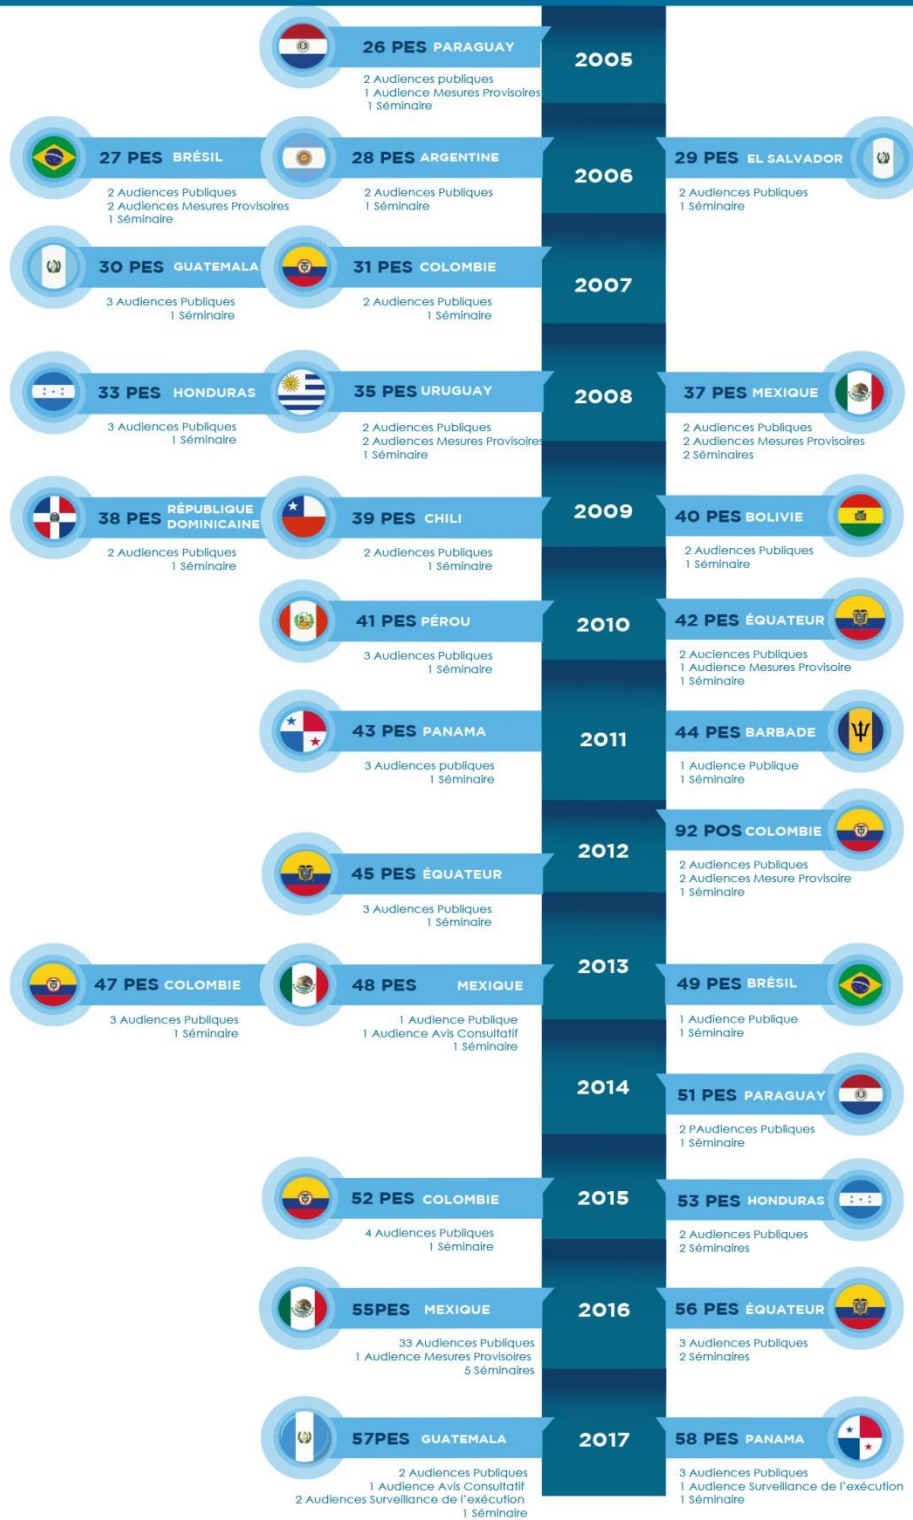 26 PES PARAGUAY
2 Audiences publiques
1 Audience Mesures Provisoires
1 Séminaire
2005
27 PES BRÉSIL
2 Audiences Publiques
2 Audiences Mesures Provisoires
1 Séminaire
28 PES ARGENTINE
2 Audiences Publiques
1 Séminaire
2006
29 PES EL SALVADOR
2 Audiences Publiques
1 Séminaire
30 PES GUATEMALA
3 Audiences Publiques
1 Séminaire
31 PES COLOMBIE
2 Audiences Publiques
1 Séminaire
2007
33 PES HONDURAS
3 Audiences Publiques
1 Séminaire
35 PES URUGUAY
2 Audiences Publiques
2 Audiences Mesures Provisoires
1 Séminaire
2008
37 PES MEXIQUE
2 Audiences Publiques
2 Audiences Mesures Provisoires
2 Séminaires
38 PES RÉPUBLIQUE
DOMINICAINE
2 Audiences Publiques
1 Séminaire
39 PES CHILI
2 Audiences Publiques
1 Séminaire
2009
40 PES BOLIVIE
2 Audiences Publiques
1 Séminaire
41 PES PÉROU
3 Audiences Publiques
1 Séminaire
2010
42 PES ÉQUATEUR
2 Auciences Publiques
1 Audience Mesures Provisoire
1 Séminaire
43 PES PANAMA
3 Audiences publiques
1 Séminaire
2011
44 PES BARBADE
1 Audience Publique
1 Séminaire
92 POS COLOMBIE
2 Audiences Publiques
2 Audiences Mesure Provisoire
1 Séminaire
2012
45 PES ÉQUATEUR
3 Audiences Publiques
1 Séminaire
47 PES COLOMBIE
3 Audiences Publiques
1 Séminaire
48 PES MEXIQUE
1 Audience Publique
1 Audience Avis Consultatif
1 Séminaire
2013
49 PES BRÉSIL
1 Audience Publique
1 Séminaire
2014
51 PES PARAGUAY
2 PAudiences Publiques
1 Séminaire
52 PES COLOMBIE
4 Audiences Publiques
1 Séminaire
2015
53 PES HONDURAS
2 Audiences Publiques
2 Séminaires
55PES MEXIQUE
33 Audiences Publiques
1 Audience Mesures Provisoires
5 Séminaires
2016
56 PES ÉQUATEUR
3 Audiences Publiques
2 Séminaires
57PES GUATEMALA
2 Audiences Publiques
1 Audience Avis Consultatif
2 Audiences Surveillance de l'exécution
1 Séminaire
2017
58 PES PANAMA
3 Audiences Publiques
1 Audience Surveillance de l'exécution
1 Séminaire